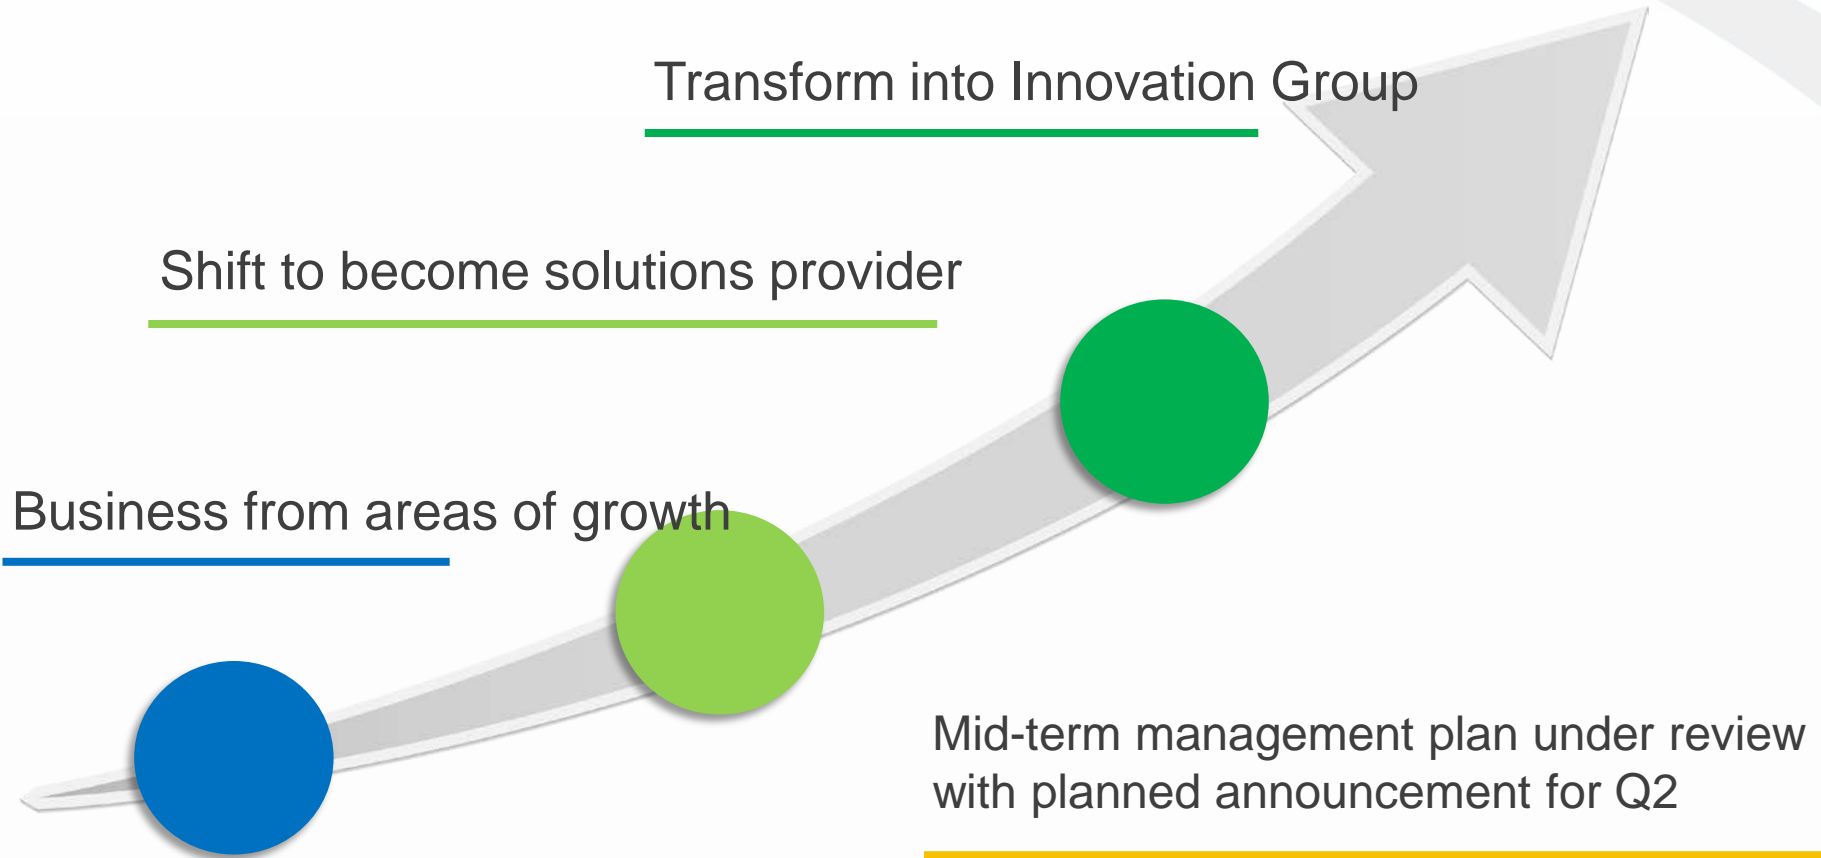 Transform into Innovation Group
Shift to become solutions provider
Business from areas of growth
Mid-term management plan under review
with planned announcement for Q2